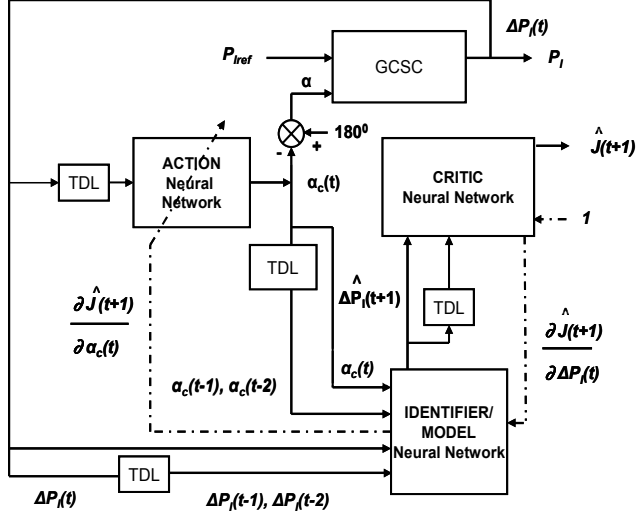 ΔP_l(t)
P_lref
GCSC
P_l
α
180⁰
-
+
ACTION
Neural
Network
TDL
α_c(t)
CRITIC
Neural Network
Ĵ(t+1)
1
TDL
ΔP̂_l(t+1)
TDL
∂Ĵ(t+1)
∂α_c(t)
∂Ĵ(t+1)
∂ΔP_l(t)
α_c(t)
α_c(t-1), α_c(t-2)
IDENTIFIER/
MODEL
Neural Network
TDL
ΔP_l(t)
ΔP_l(t-1), ΔP_l(t-2)